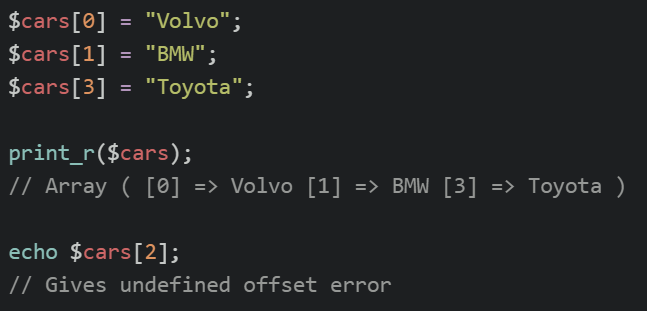 $cars[0] = "Volvo";
$cars[1] = "BMW";
$cars[3] = "Toyota";
print_r($cars);
// Array ( [0] => Volvo [1] => BMW [3] => Toyota )
echo $cars[2];
// Gives undefined offset error